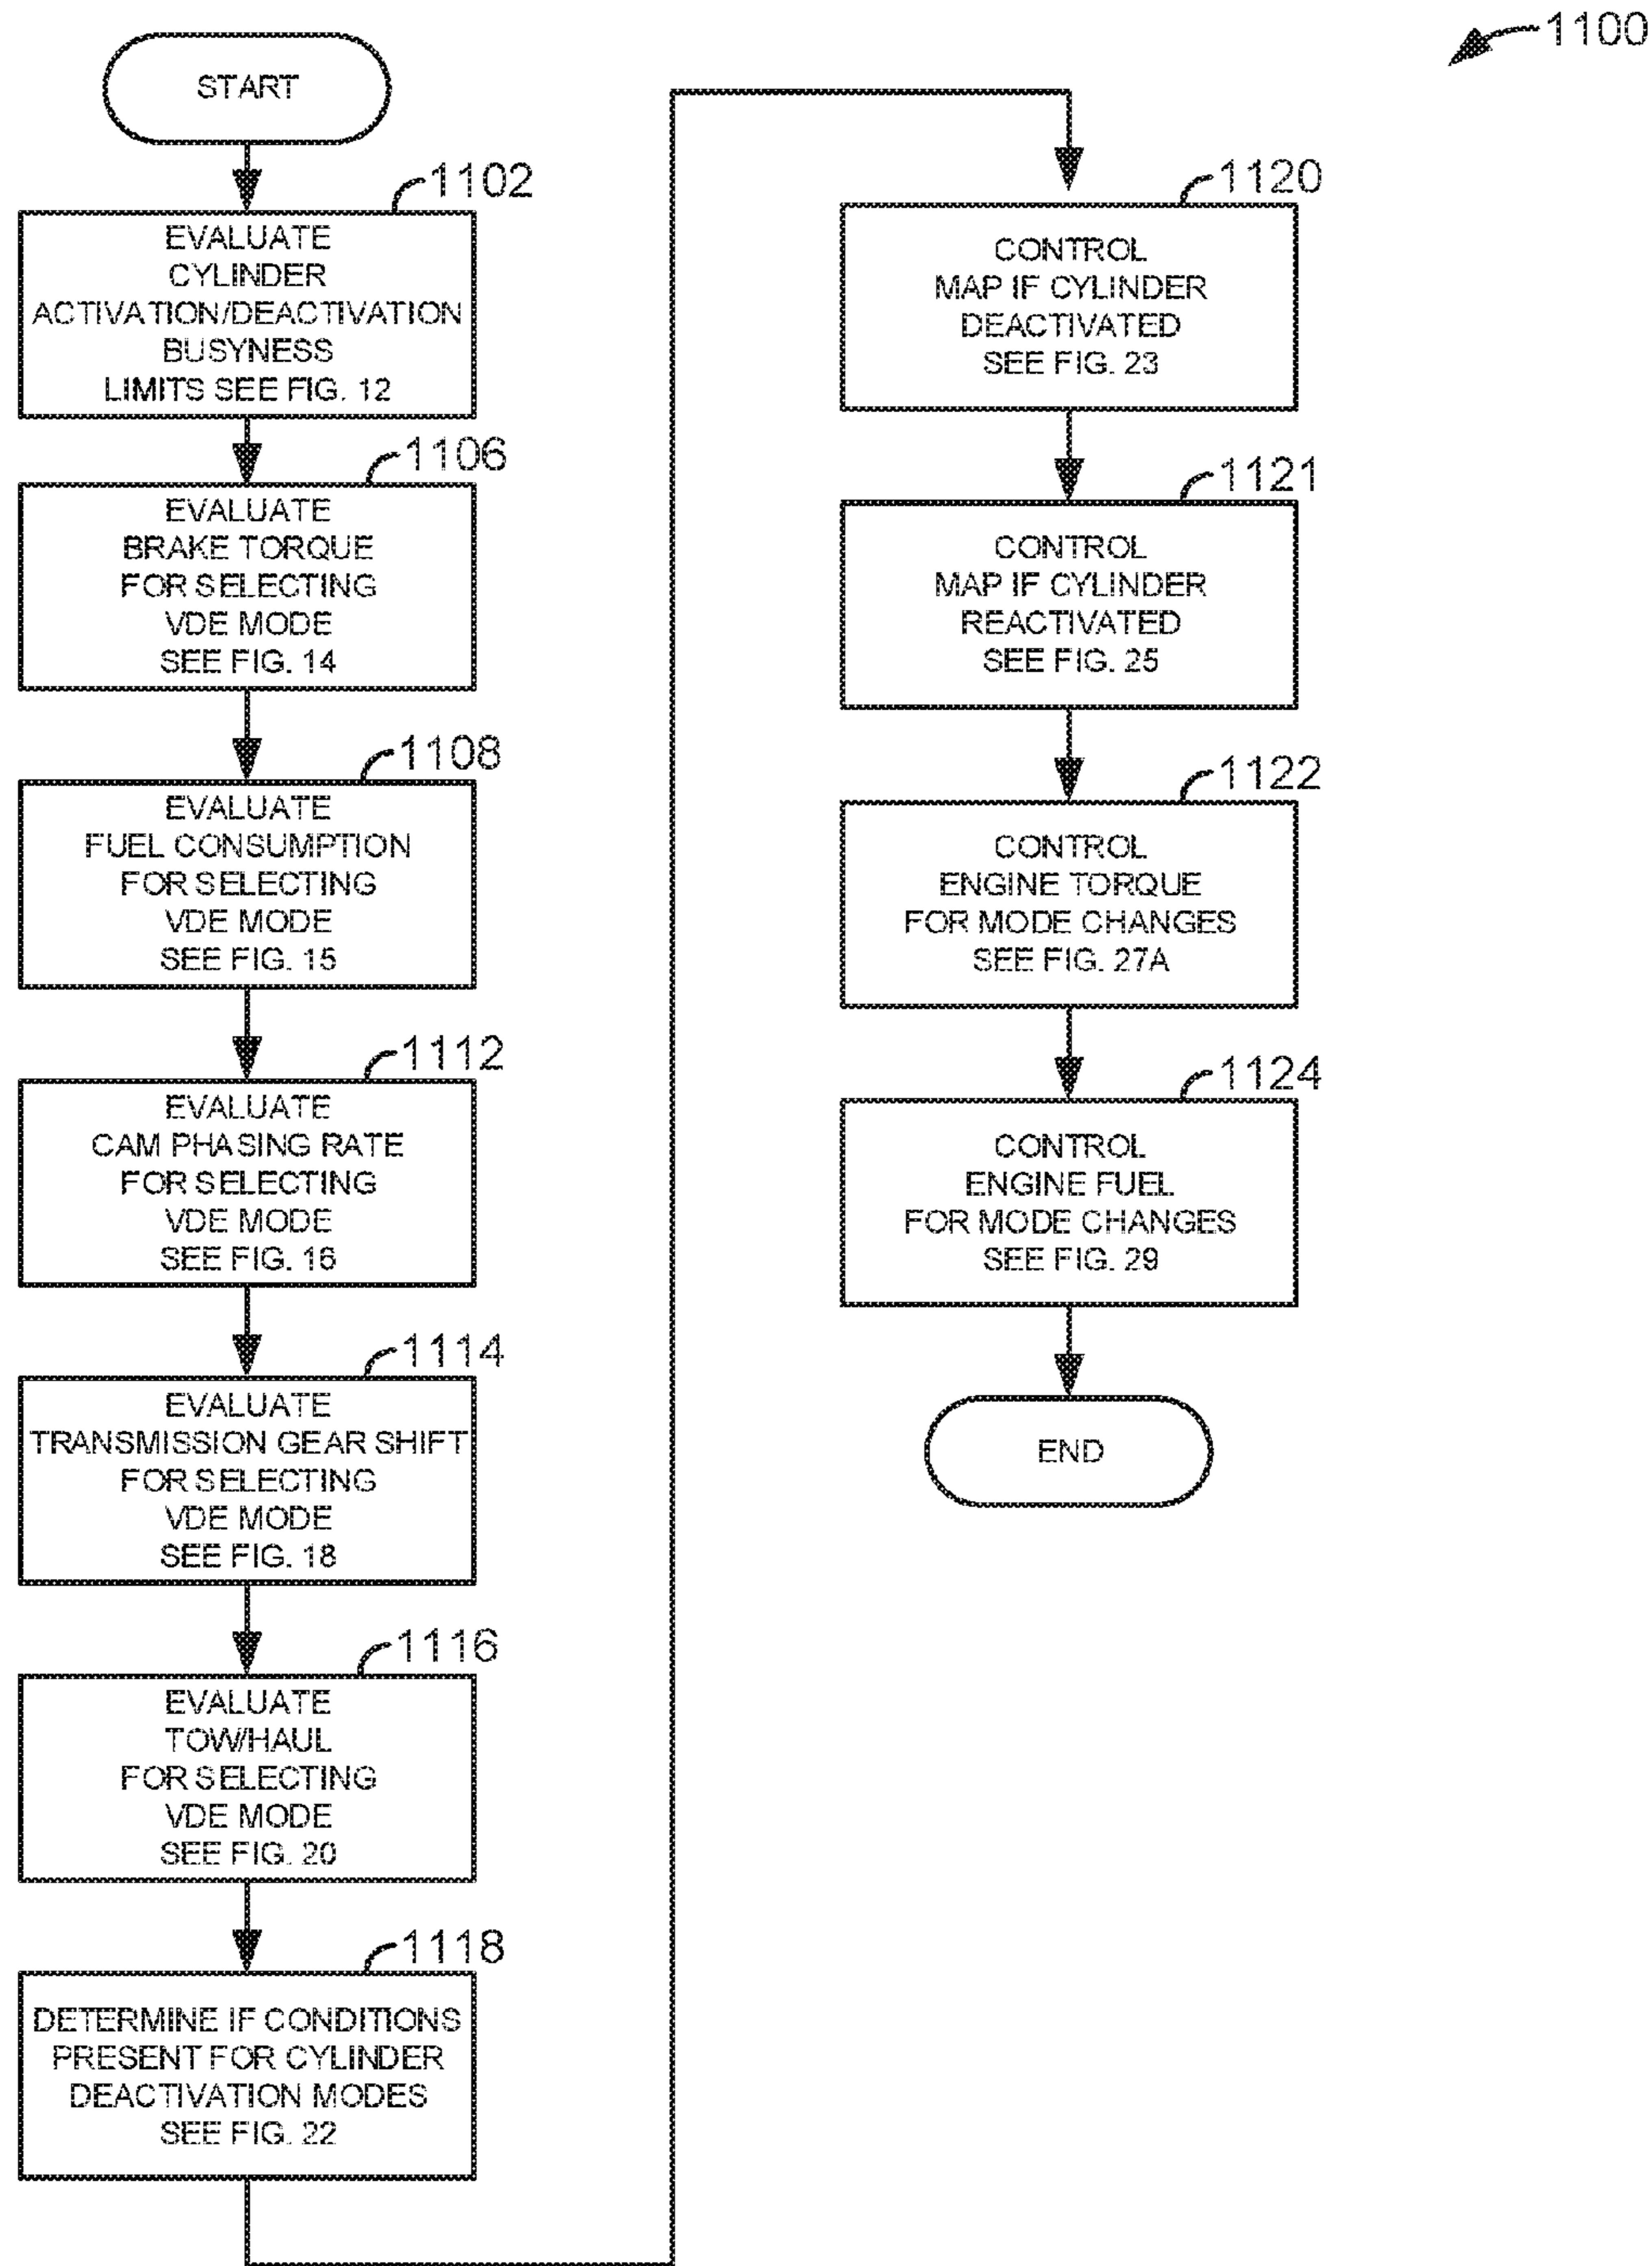 1100
START
1102
EVALUATE
CYLINDER
ACTIVATION/DEACTIVATION
BUSYNESS
LIMITS SEE FIG. 12
1106
EVALUATE
BRAKE TORQUE
FOR SELECTING
VDE MODE
SEE FIG. 14
1108
EVALUATE
FUEL CONSUMPTION
FOR SELECTING
VDE MODE
SEE FIG. 15
1112
EVALUATE
CAM PHASING RATE
FOR SELECTING
VDE MODE
SEE FIG. 16
1114
EVALUATE
TRANSMISSION GEAR SHIFT
FOR SELECTING
VDE MODE
SEE FIG. 18
1116
EVALUATE
TOW/HAUL
FOR SELECTING
VDE MODE
SEE FIG. 20
1118
DETERMINE IF CONDITIONS
PRESENT FOR CYLINDER
DEACTIVATION MODES
SEE FIG. 22
1120
CONTROL
MAP IF CYLINDER
DEACTIVATED
SEE FIG. 23
1121
CONTROL
MAP IF CYLINDER
REACTIVATED
SEE FIG. 25
1122
CONTROL
ENGINE TORQUE
FOR MODE CHANGES
SEE FIG. 27A
1124
CONTROL
ENGINE FUEL
FOR MODE CHANGES
SEE FIG. 29
END